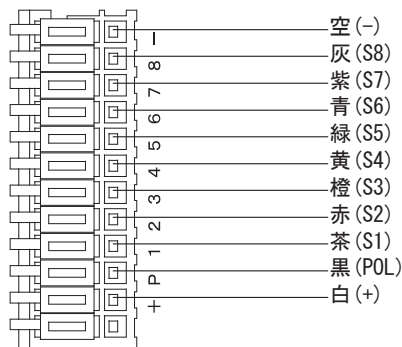 空(-)
灰(S8)
紫(S7)
青(S6)
緑(S5)
黄(S4)
橙(S3)
赤(S2)
茶(S1)
黒(POL)
白(+)
− 8 7 6 5 4 3 2 1 P +